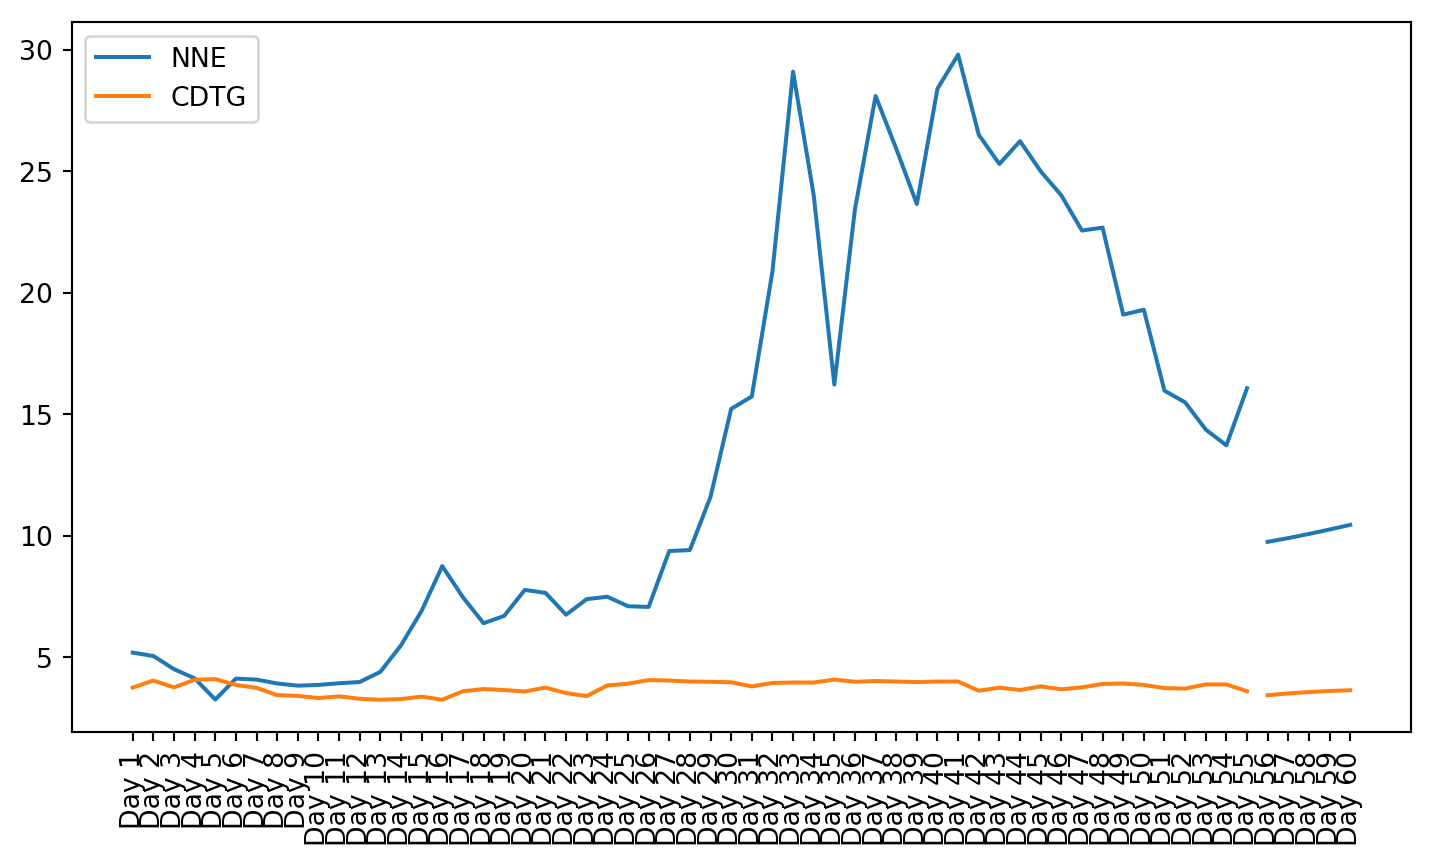 30
25
20
15
10
5
NNE
CDTG
Day 1
Day 2
Day 3
Day 4
Day 5
Day 6
Day 7
Day 8
Day 9
Day 10
Day 11
Day 12
Day 13
Day 14
Day 15
Day 16
Day 17
Day 18
Day 19
Day 20
Day 21
Day 22
Day 23
Day 24
Day 25
Day 26
Day 27
Day 28
Day 29
Day 30
Day 31
Day 32
Day 33
Day 34
Day 35
Day 36
Day 37
Day 38
Day 39
Day 40
Day 41
Day 42
Day 43
Day 44
Day 45
Day 46
Day 47
Day 48
Day 49
Day 50
Day 51
Day 52
Day 53
Day 54
Day 55
Day 56
Day 57
Day 58
Day 59
Day 60